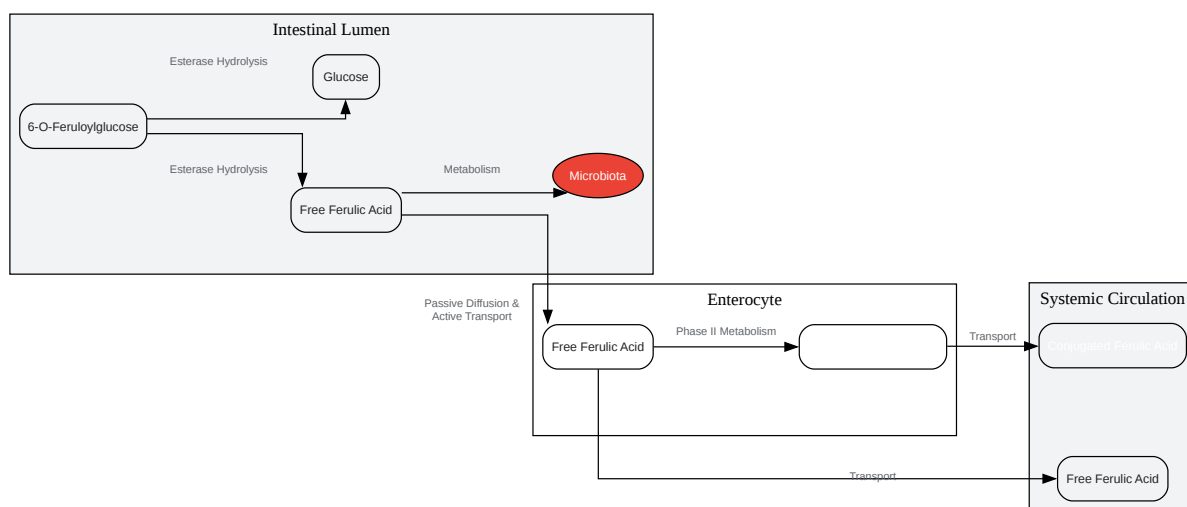 Intestinal Lumen
Esterase Hydrolysis
Glucose
6-O-Feruloylglucose
Esterase Hydrolysis
Metabolism
Microbiota
Free Ferulic Acid
Passive Diffusion &
Active Transport
Enterocyte
Free Ferulic Acid
Phase II Metabolism
Transport
Systemic Circulation
Conjugated Ferulic Acid
Transport
Free Ferulic Acid